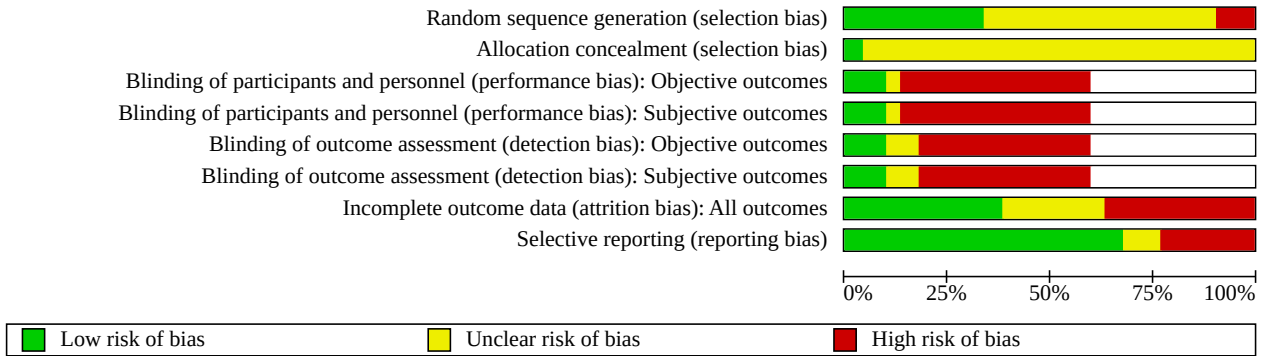 Random sequence generation (selection bias)
Allocation concealment (selection bias)
Blinding of participants and personnel (performance bias): Objective outcomes
Blinding of participants and personnel (performance bias): Subjective outcomes
Blinding of outcome assessment (detection bias): Objective outcomes
Blinding of outcome assessment (detection bias): Subjective outcomes
Incomplete outcome data (attrition bias): All outcomes
Selective reporting (reporting bias)
0% 25% 50% 75% 100%
Low risk of bias Unclear risk of bias High risk of bias